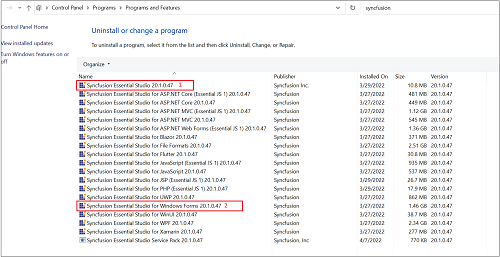 Control Panel > Programs > Programs and Features
syncfusion
Control Panel Home
View installed updates
Turn Windows features on or off
Uninstall or change a program
To uninstall a program, select it from the list and then click Uninstall, Change, or Repair.
Organize
Name Publisher Installed On Size Version
Syncfusion Essential Studio 20.1.0.47 1 Syncfusion Inc. 3/29/2022 10.8 MB 20.1.0.47
Syncfusion Essential Studio for ASP.NET Core (Essential JS 1) 20.1.0.47 Syncfusion 3/27/2022 481 MB 20.1.0.47
Syncfusion Essential Studio for ASP.NET Core 20.1.0.47 Syncfusion 3/27/2022 449 MB 20.1.0.47
Syncfusion Essential Studio for ASP.NET MVC (Essential JS 1) 20.1.0.47 Syncfusion 3/27/2022 1.12 GB 20.1.0.47
Syncfusion Essential Studio for ASP.NET MVC 20.1.0.47 Syncfusion 3/27/2022 545 MB 20.1.0.47
Syncfusion Essential Studio for ASP.NET Web Forms (Essential JS 1) 20.1.0.47 Syncfusion 3/27/2022 1.36 GB 20.1.0.47
Syncfusion Essential Studio for Blazor 20.1.0.47 Syncfusion 3/27/2022 371 MB 20.1.0.47
Syncfusion Essential Studio for File Formats 20.1.0.47 Syncfusion 3/27/2022 2.51 GB 20.1.0.47
Syncfusion Essential Studio for Flutter 20.1.0.47 Syncfusion 3/27/2022 30.8 MB 20.1.0.47
Syncfusion Essential Studio for JavaScript (Essential JS 1) 20.1.0.47 Syncfusion 3/27/2022 935 MB 20.1.0.47
Syncfusion Essential Studio for JavaScript 20.1.0.47 Syncfusion 3/27/2022 537 MB 20.1.0.47
Syncfusion Essential Studio for JSP (Essential JS 1) 20.1.0.47 Syncfusion 3/29/2022 26.7 MB 20.1.0.47
Syncfusion Essential Studio for PHP (Essential JS 1) 20.1.0.47 Syncfusion 3/29/2022 17.9 MB 20.1.0.47
Syncfusion Essential Studio for UWP 20.1.0.47 Syncfusion 3/27/2022 862 MB 20.1.0.47
Syncfusion Essential Studio for Windows Forms 20.1.0.47 2 Syncfusion 3/27/2022 1.46 GB 20.1.0.47
Syncfusion Essential Studio for WinUI 20.1.0.47 Syncfusion 3/27/2022 38.7 MB 20.1.0.47
Syncfusion Essential Studio for WPF 20.1.0.47 Syncfusion 3/27/2022 2.34 GB 20.1.0.47
Syncfusion Essential Studio for Xamarin 20.1.0.47 Syncfusion 3/27/2022 277 MB 20.1.0.47
Syncfusion Essential Studio Service Pack 20.1.0.47 Syncfusion, Inc 4/7/2022 770 KB 20.1.0.47